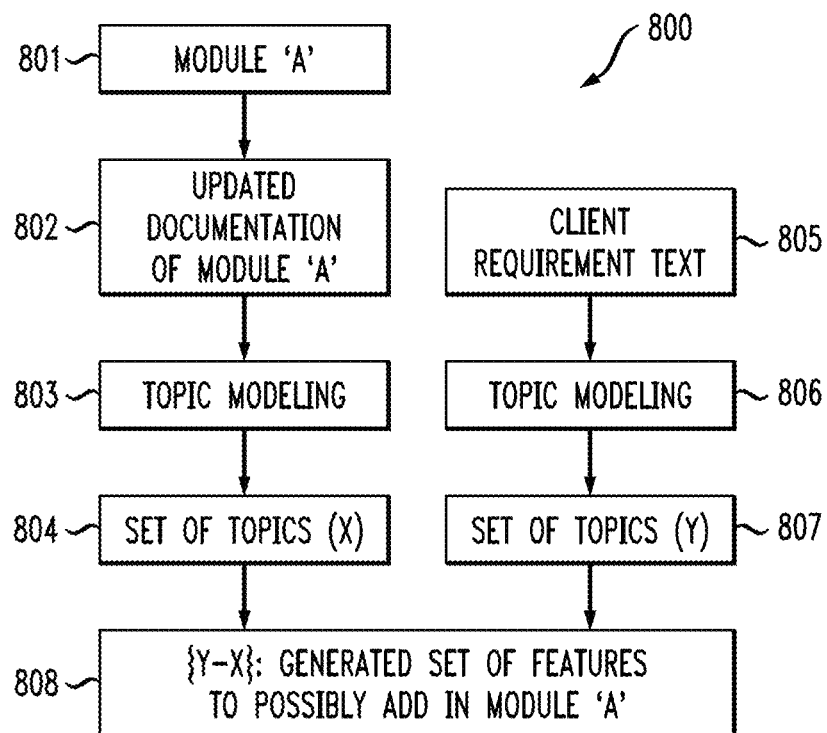 800
801
MODULE ‘A’
802
UPDATED
DOCUMENTATION
OF MODULE ‘A’
CLIENT
REQUIREMENT TEXT
805
803
TOPIC MODELING
TOPIC MODELING
806
804
SET OF TOPICS (X)
SET OF TOPICS (Y)
807
808
{Y-X}: GENERATED SET OF FEATURES
TO POSSIBLY ADD IN MODULE ‘A’